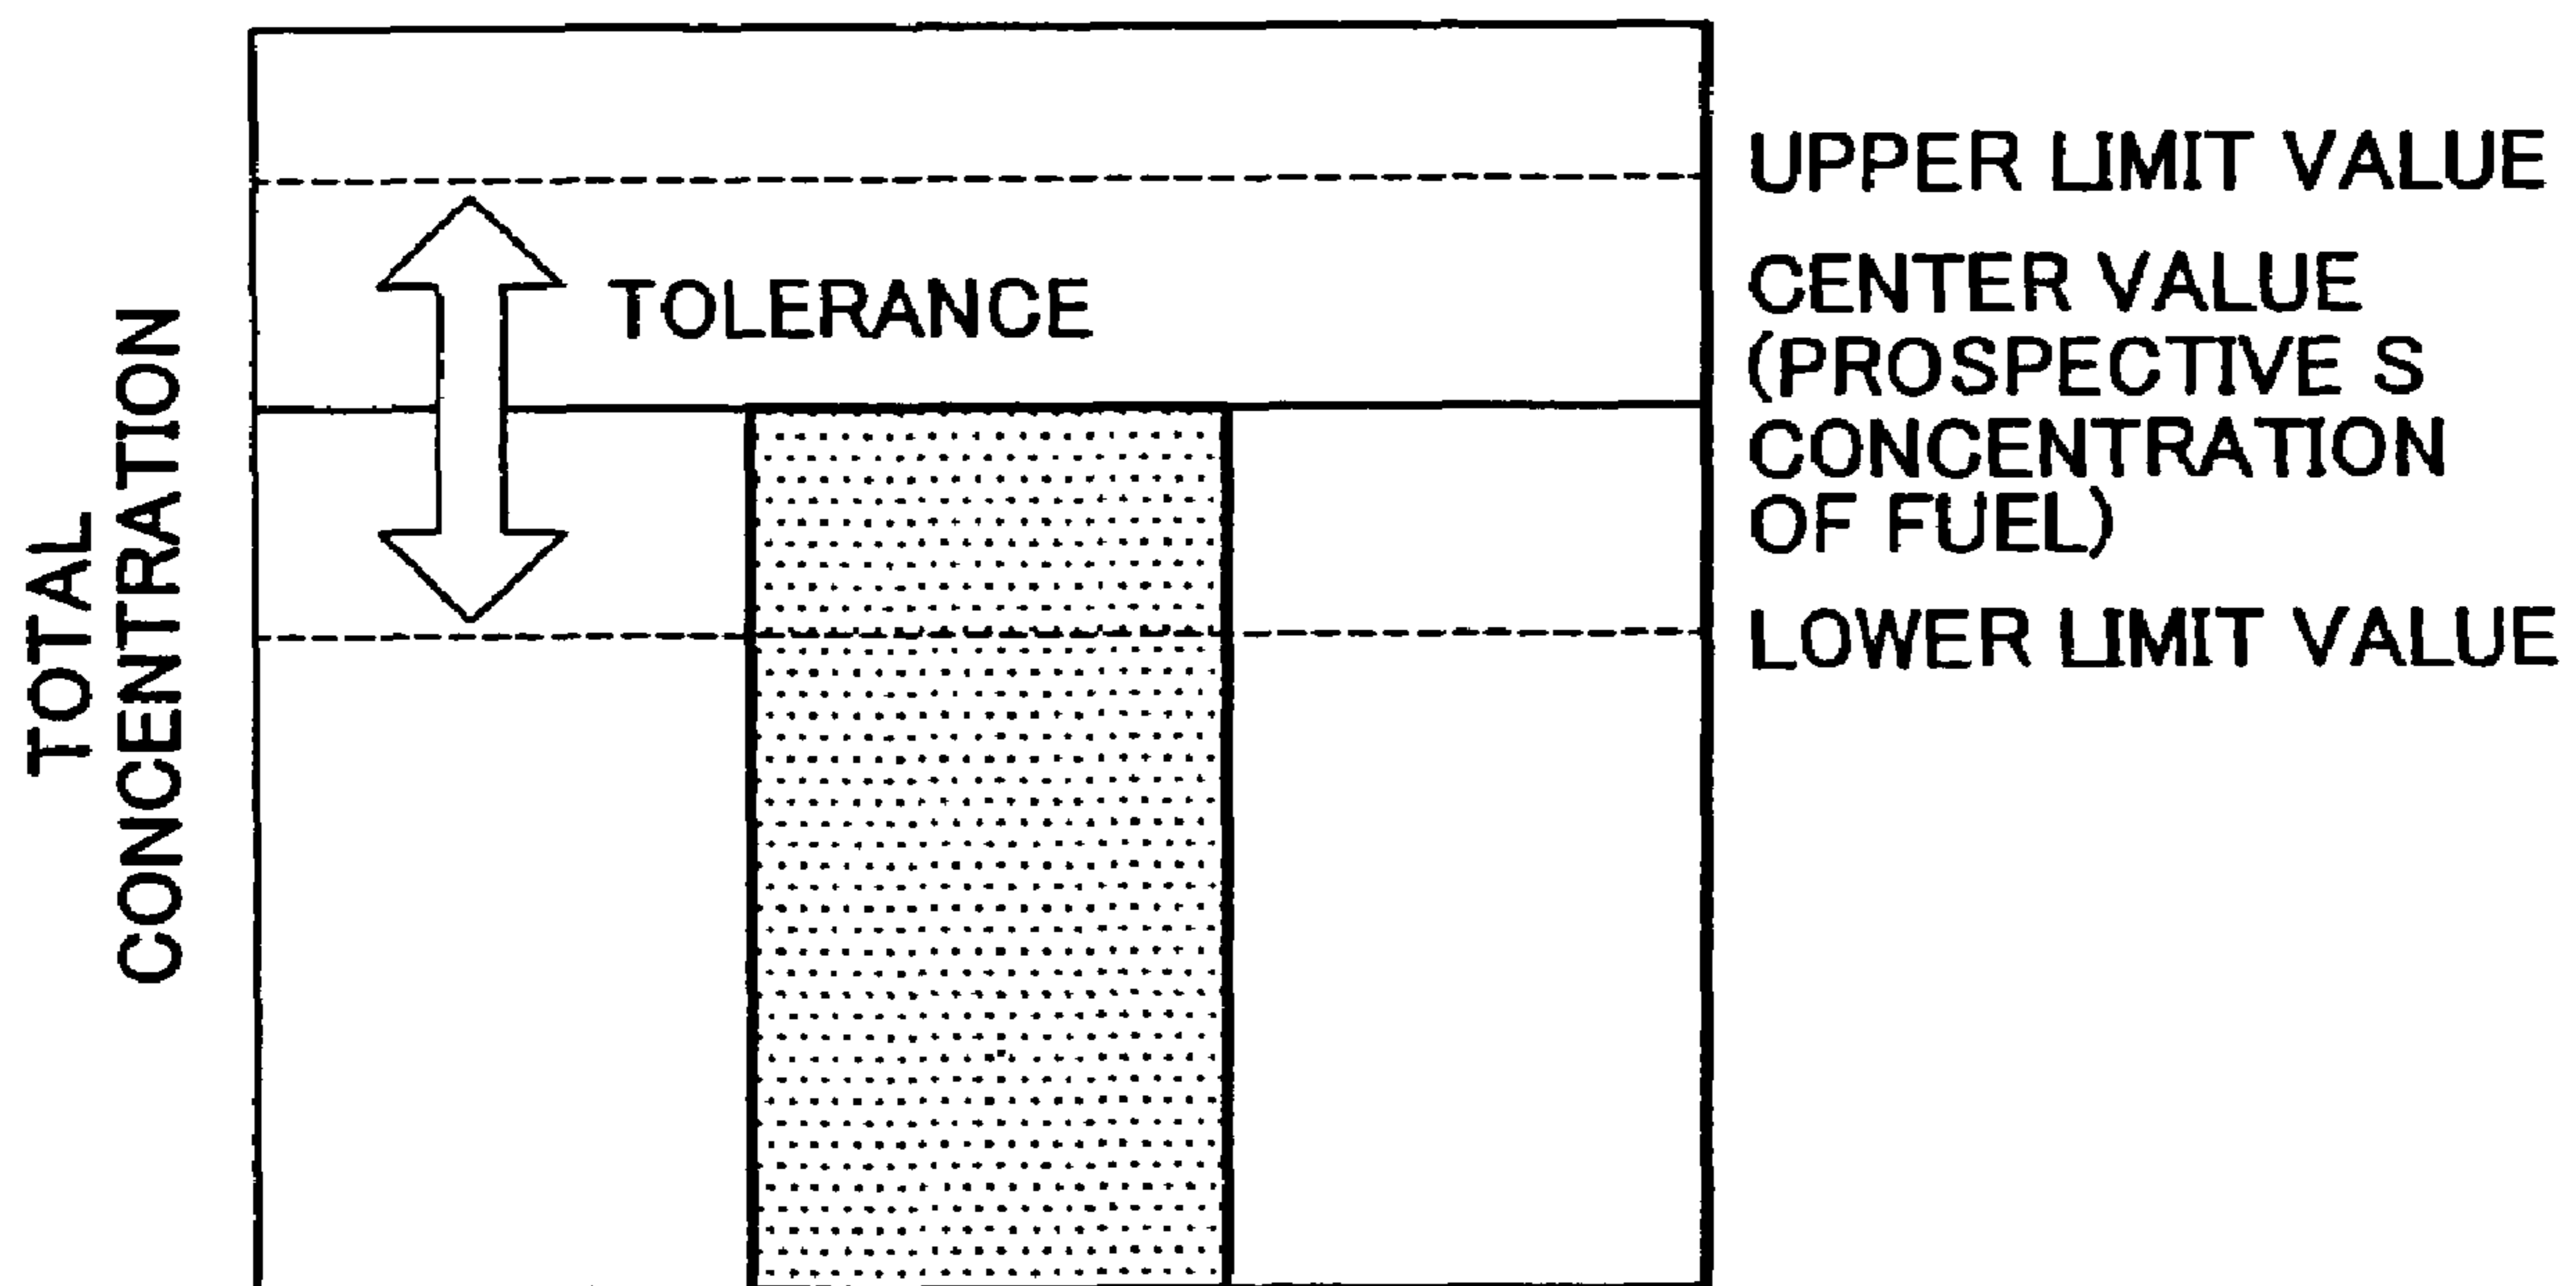 TOTAL
CONCENTRATION
TOLERANCE
UPPER LIMIT VALUE
CENTER VALUE
(PROSPECTIVE S
CONCENTRATION
OF FUEL)
LOWER LIMIT VALUE